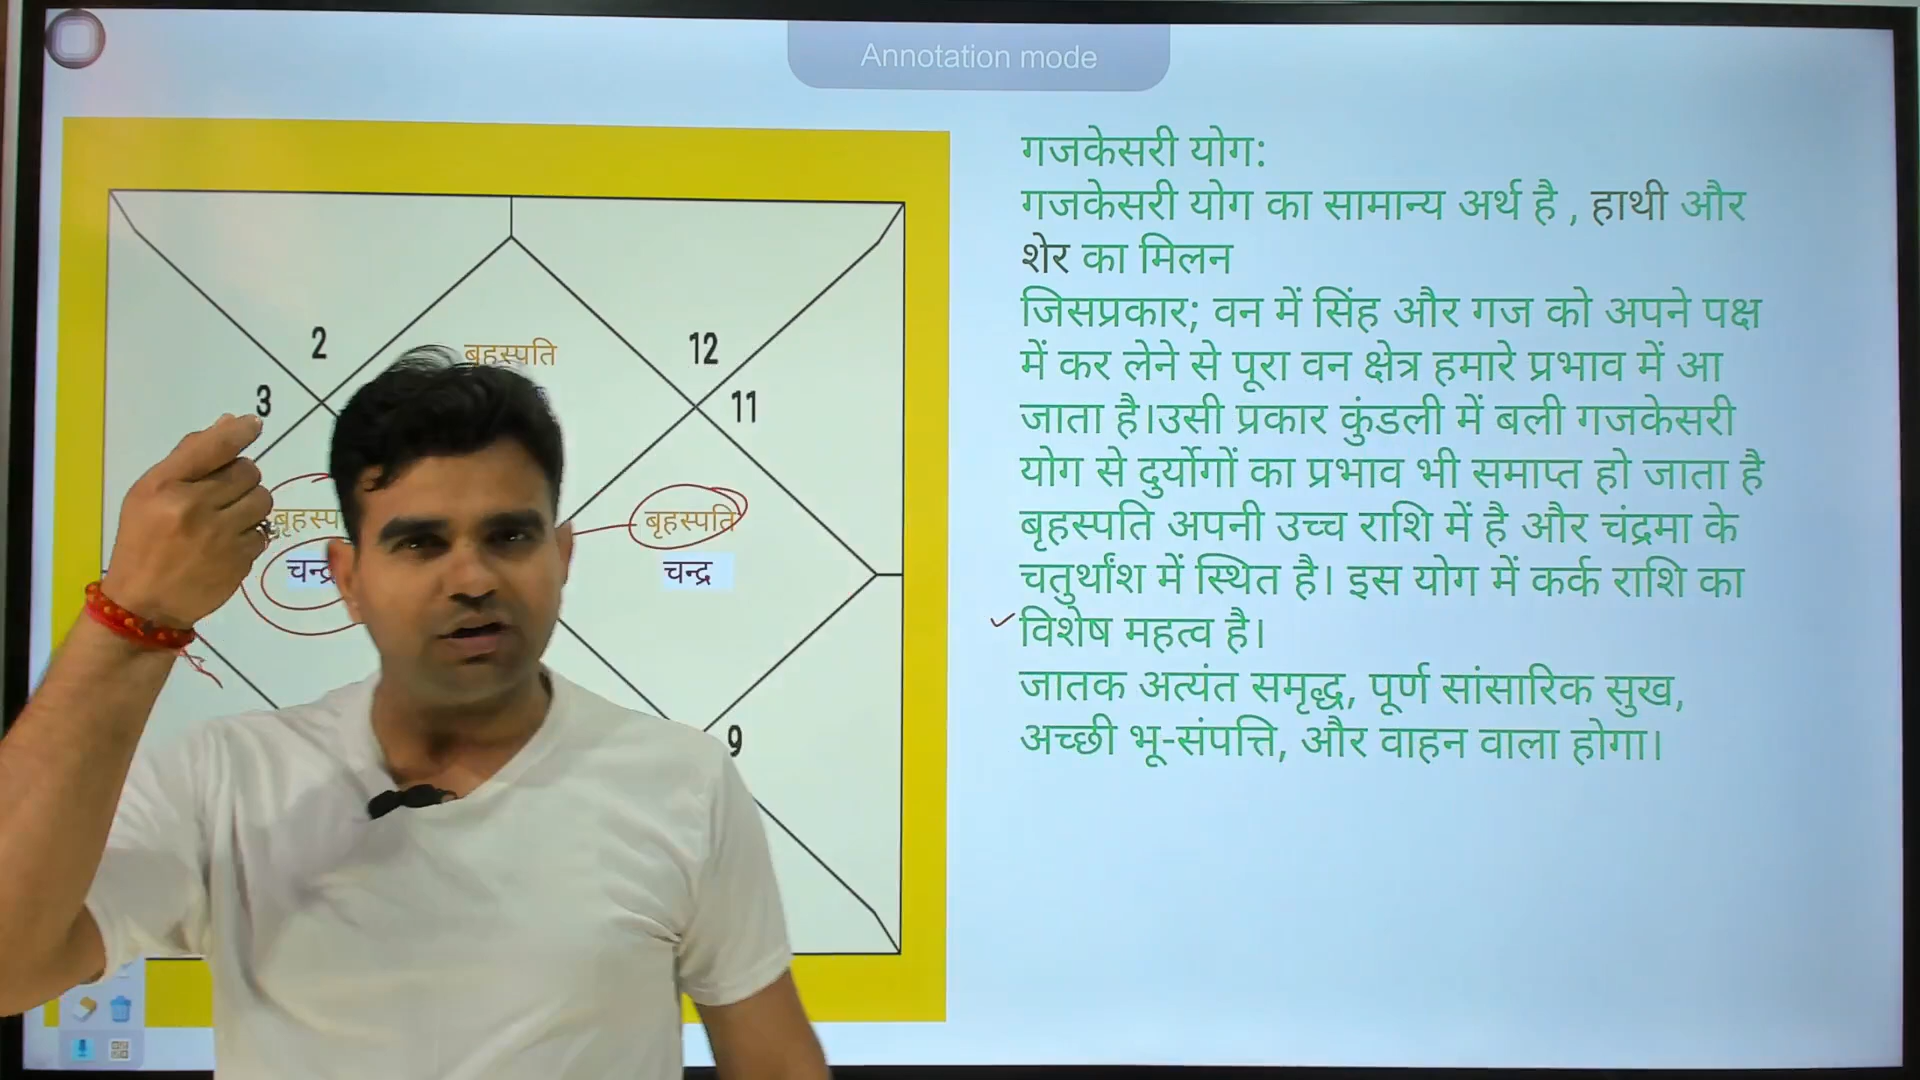 Annotation mode
गजकेसरी योग:
गजकेसरी योग का सामान्य अर्थ है , हाथी और
शेर का मिलन
जिसप्रकार; वन में सिंह और गज को अपने पक्ष
में कर लेने से पूरा वन क्षेत्र हमारे प्रभाव में आ
जाता है।उसी प्रकार कुंडली में बली गजकेसरी
योग से दुर्योगों का प्रभाव भी समाप्त हो जाता है
बृहस्पति अपनी उच्च राशि में है और चंद्रमा के
चतुर्थांश में स्थित है। इस योग में कर्क राशि का
विशेष महत्व है।
जातक अत्यंत समृद्ध, पूर्ण सांसारिक सुख,
अच्छी भू-संपत्ति, और वाहन वाला होगा।
2
बृहस्पति
12
3
11
बृहस्पति
चन्द्र
चन्द्र
9